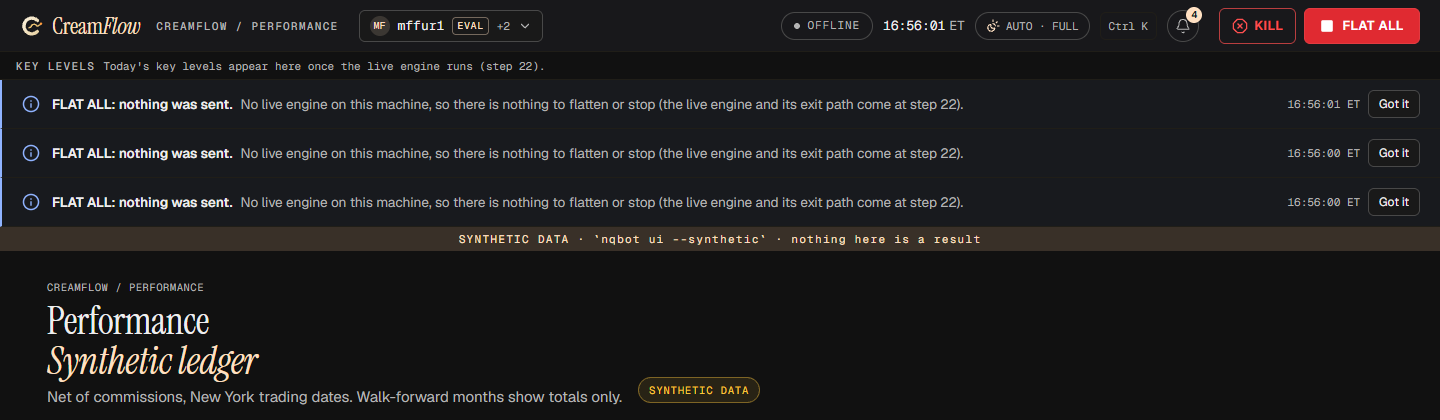 CreamFlow CREAMFLOW / PERFORMANCE MF mffur1 EVAL +2 OFFLINE 16:56:01 ET AUTO · FULL Ctrl K 4 KILL FLAT ALL
KEY LEVELS Today's key levels appear here once the live engine runs (step 22).
FLAT ALL: nothing was sent. No live engine on this machine, so there is nothing to flatten or stop (the live engine and its exit path come at step 22). 16:56:01 ET Got it
FLAT ALL: nothing was sent. No live engine on this machine, so there is nothing to flatten or stop (the live engine and its exit path come at step 22). 16:56:00 ET Got it
FLAT ALL: nothing was sent. No live engine on this machine, so there is nothing to flatten or stop (the live engine and its exit path come at step 22). 16:56:00 ET Got it
SYNTHETIC DATA · `nqbot ui --synthetic` · nothing here is a result
CREAMFLOW / PERFORMANCE
Performance
Synthetic ledger
Net of commissions, New York trading dates. Walk-forward months show totals only. SYNTHETIC DATA